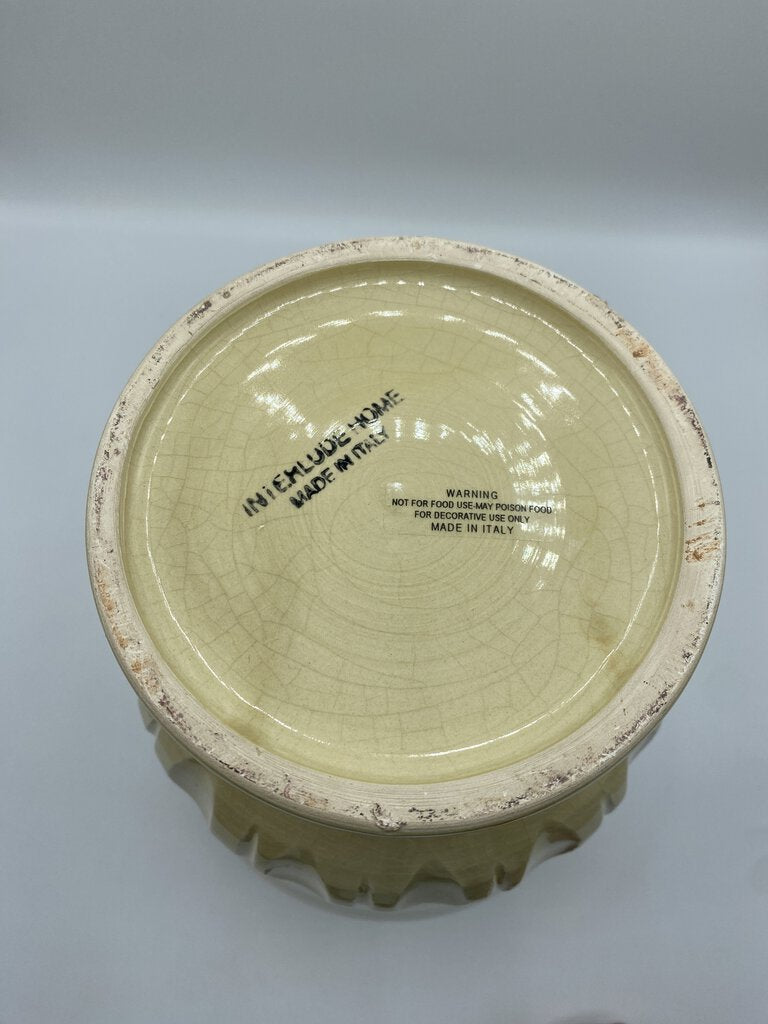 INTERLUDE HOME
MADE IN ITALY
WARNING
NOT FOR FOOD USE-MAY POISON FOOD
FOR DECORATIVE USE ONLY
MADE IN ITALY